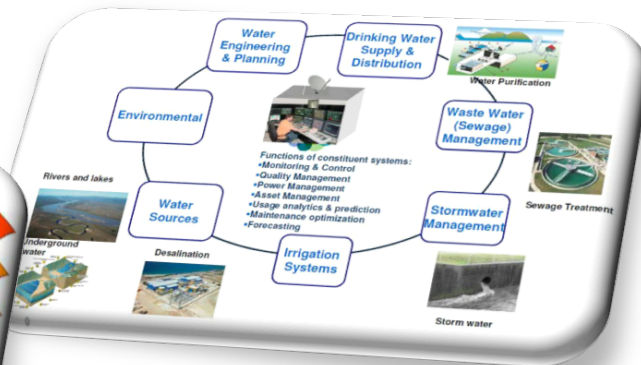 Water
Engineering
& Planning
Drinking Water
Supply &
Distribution
Water Purification
Environmental
Waste Water
(Sewage)
Management
Functions of constituent systems:
•Monitoring & Control
•Quality Management
•Power Management
•Asset Management
•Usage analytics & prediction
•Maintenance optimization
•Forecasting
Rivers and lakes
Water
Sources
Stormwater
Management
Sewage Treatment
Underground
water
Desalination
Irrigation
Systems
Storm water